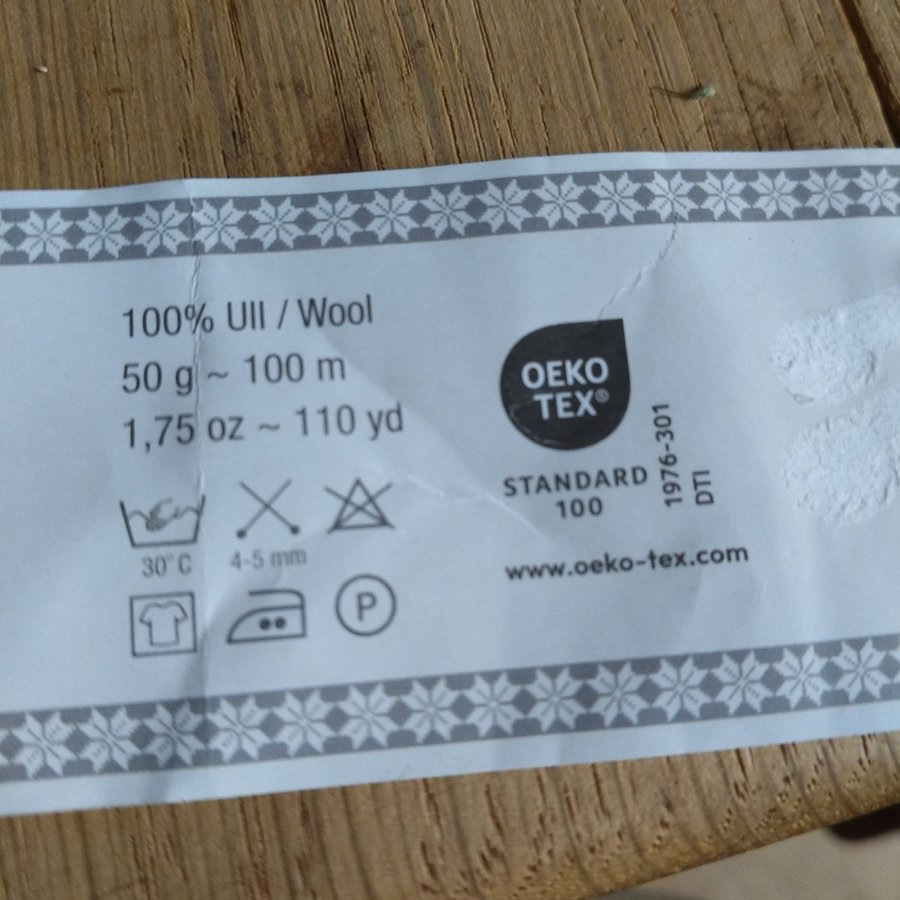 100% Ull / Wool
50 g ~ 100 m
1,75 oz ~ 110 yd
30°C
4-5 mm
P
OEKO
TEX®
STANDARD
100
1976-301
DTI
www.oeko-tex.com